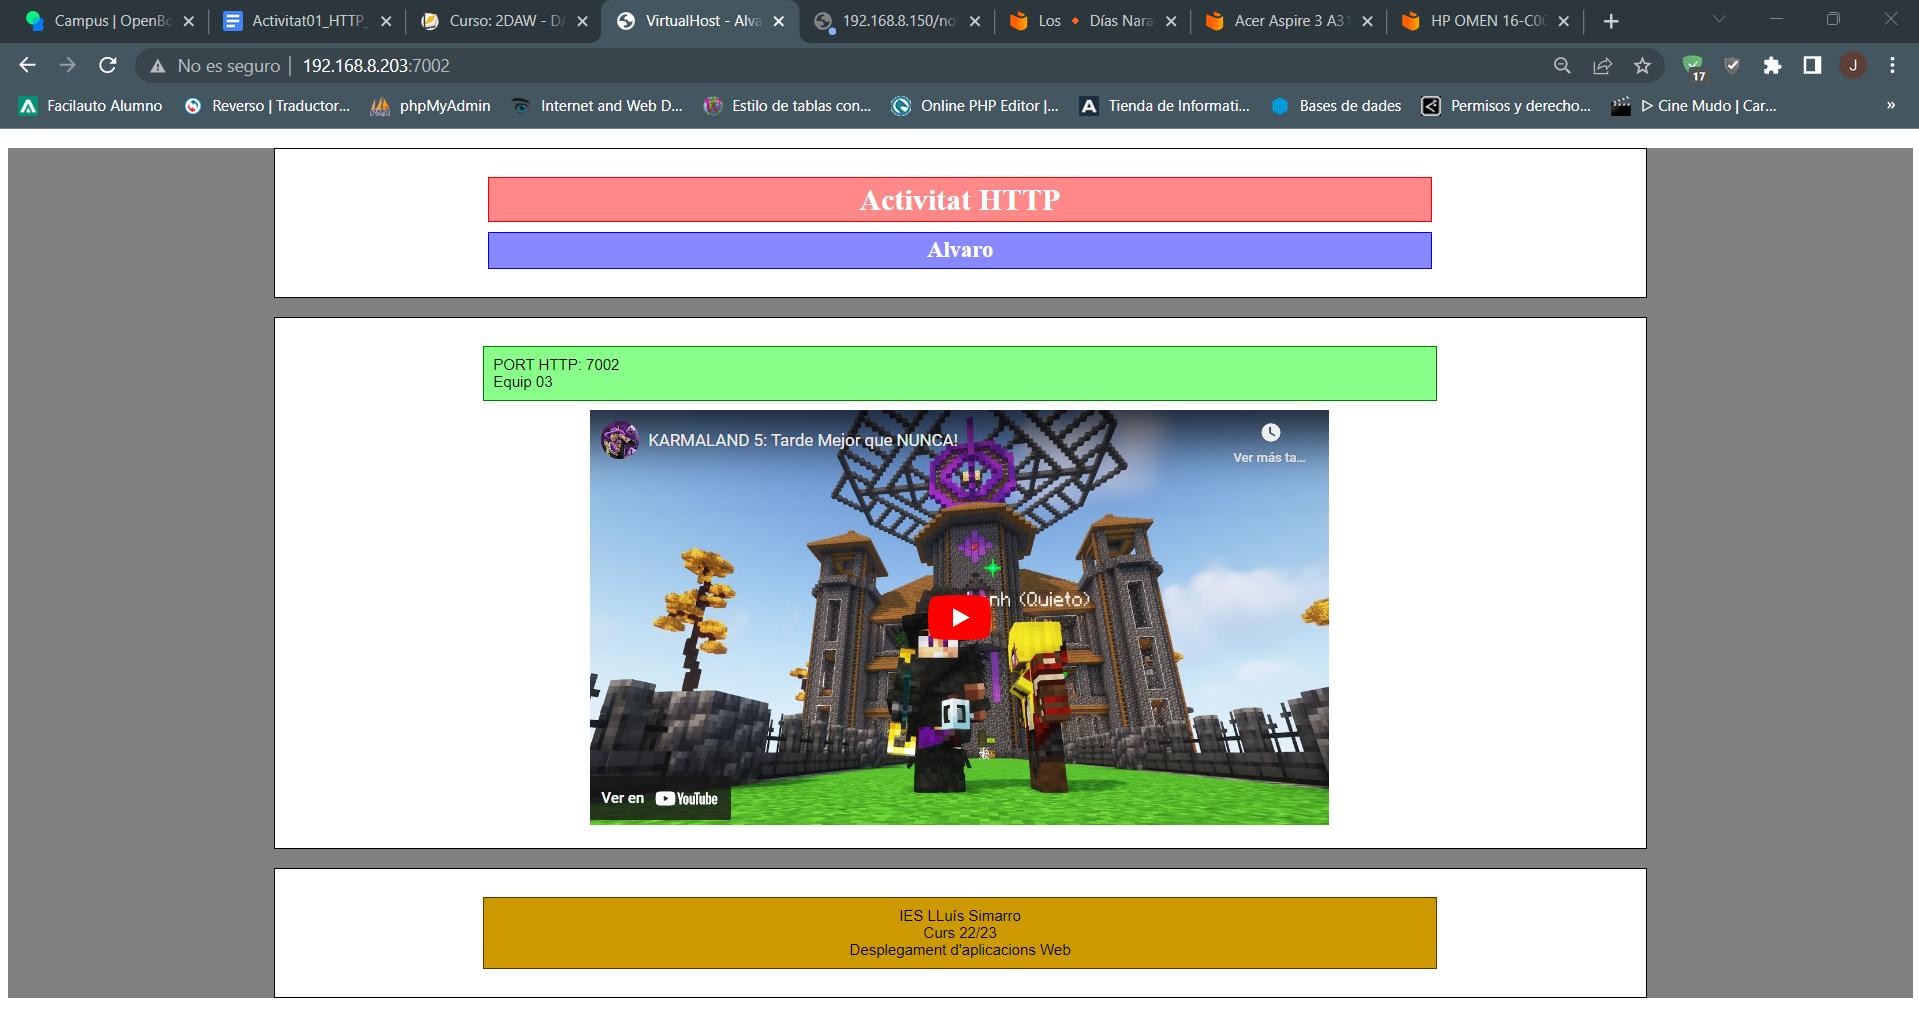 Campus | OpenBo
Activitat01_HTTP_
Curso: 2DAW - DA
VirtualHost - Alva
192.168.8.150/no
Los 🔸 Días Nara
Acer Aspire 3 A31
HP OMEN 16-C00
No es seguro | 192.168.8.203:7002
17
J
Facilauto Alumno
Reverso | Traductor...
phpMyAdmin
Internet and Web D...
Estilo de tablas con...
Online PHP Editor |...
Tienda de Informati...
Bases de dades
Permisos y derecho...
▷ Cine Mudo | Car...
»
Activitat HTTP
Alvaro
PORT HTTP: 7002
Equip 03
KARMALAND 5: Tarde Mejor que NUNCA!
Ver más ta...
(Quieto)
Ver en YouTube
IES LLuís Simarro
Curs 22/23
Desplegament d'aplicacions Web